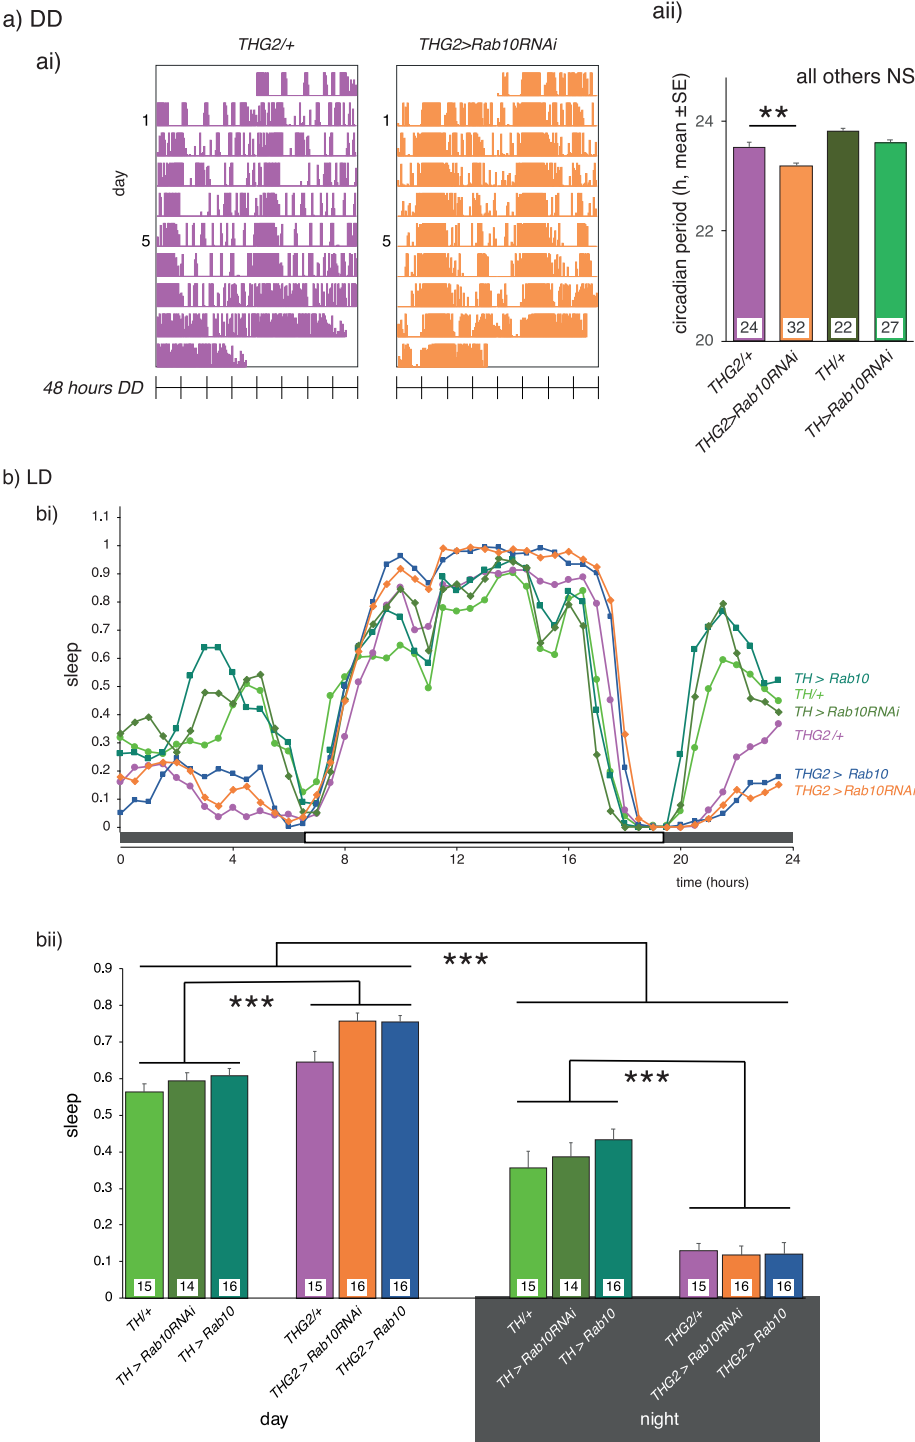 a) DD
ai)
THG2/+
THG2>Rab10RNAi
1
day
5
1
5
48 hours DD
aii)
all others NS
circadian period (h, mean ±SE)
24
22
20
**
24
32
22
27
THG2/+
THG2>Rab10RNAi
TH/+
TH>Rab10RNAi
b) LD
bi)
sleep
1.1
1
0.9
0.8
0.7
0.6
0.5
0.4
0.3
0.2
0.1
0
TH > Rab10
TH/+
TH > Rab10RNAi
THG2 /+
THG2 > Rab10
THG2 > Rab10RNAi
0 4 8 12 16 20 24
time (hours)
bii)
sleep
0.9
0.8
0.7
0.6
0.5
0.4
0.3
0.2
0.1
0
***
***
***
15 14 16 15 16 16 15 14 16 15 16 16
TH/+
TH > Rab10RNAi
TH > Rab10
THG2/+
THG2 > Rab10RNAi
THG2 > Rab10
TH/+
TH > Rab10RNAi
TH > Rab10
THG2/+
THG2 > Rab10RNAi
THG2 > Rab10
day
night